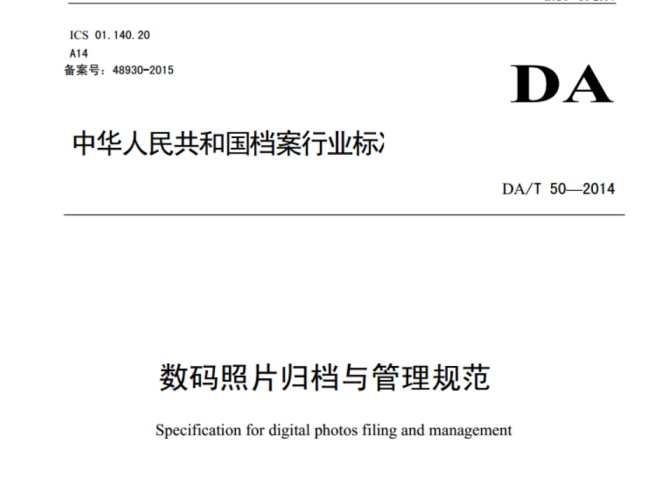 ICS 01.140.20
A14
备案号：48930-2015
DA
中华人民共和国档案行业标
DA/T 50—2014
数码照片归档与管理规范
Specification for digital photos filing and management